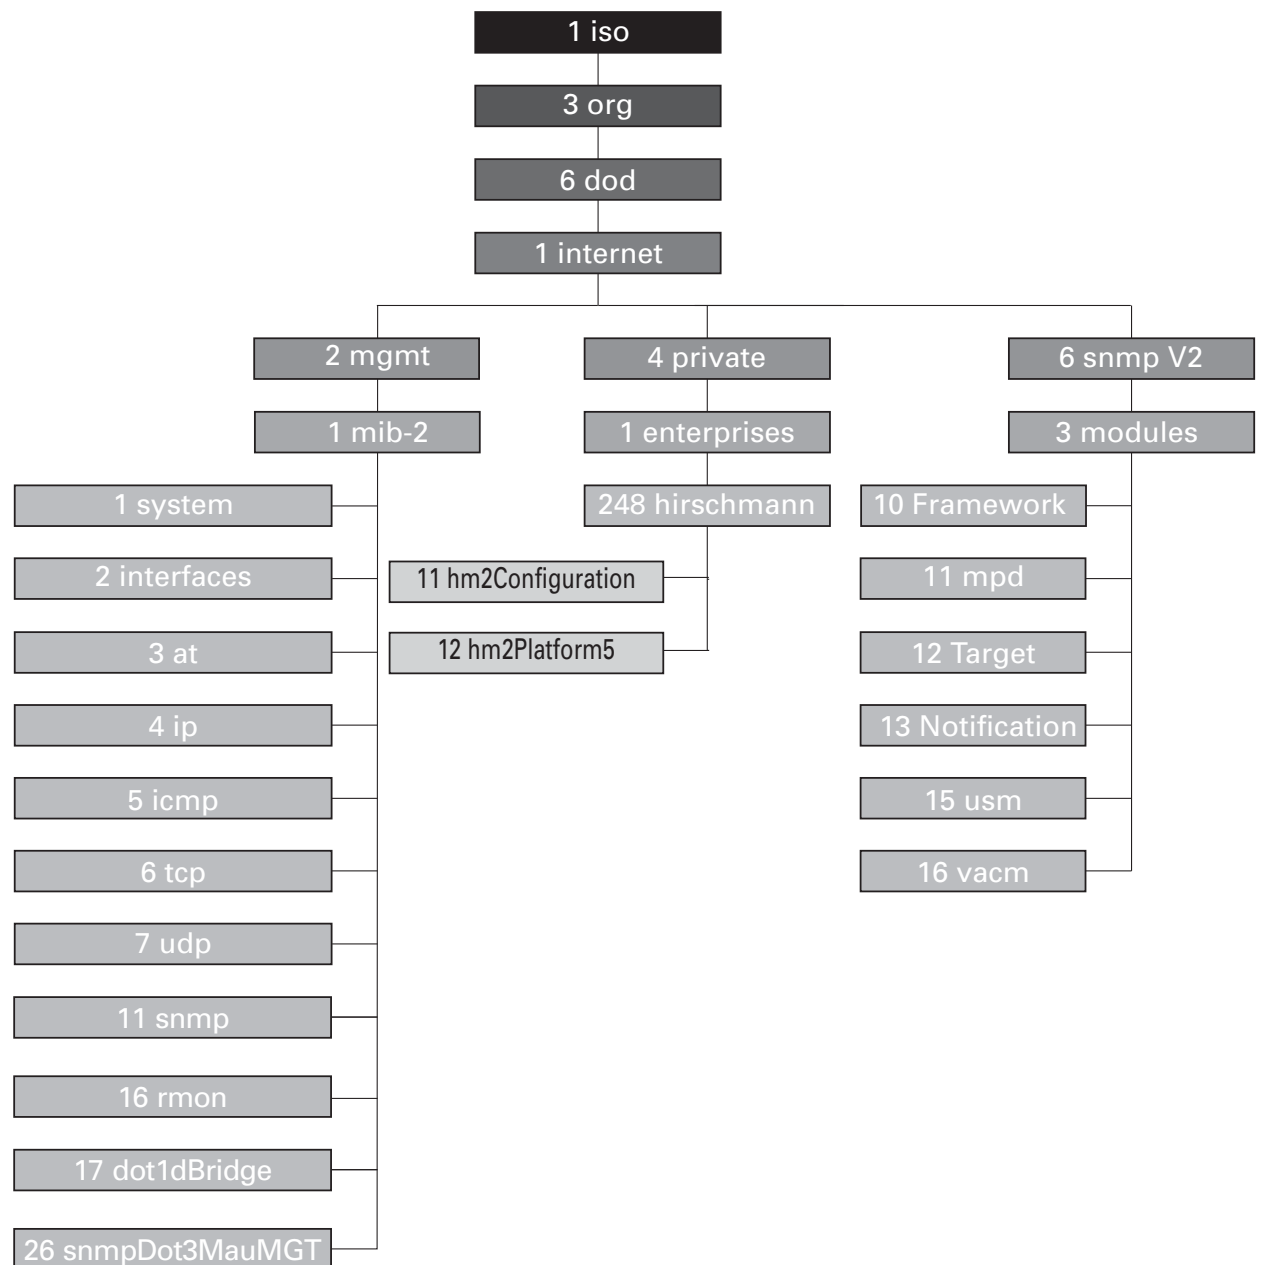 1 iso
3 org
6 dod
1 internet
2 mgmt
4 private
6 snmp V2
1 mib-2
1 enterprises
3 modules
1 system
248 hirschmann
10 Framework
2 interfaces
11 hm2Configuration
11 mpd
3 at
12 hm2Platform5
12 Target
4 ip
13 Notification
5 icmp
15 usm
6 tcp
16 vacm
7 udp
11 snmp
16 rmon
17 dot1dBridge
26 snmpDot3MauMGT